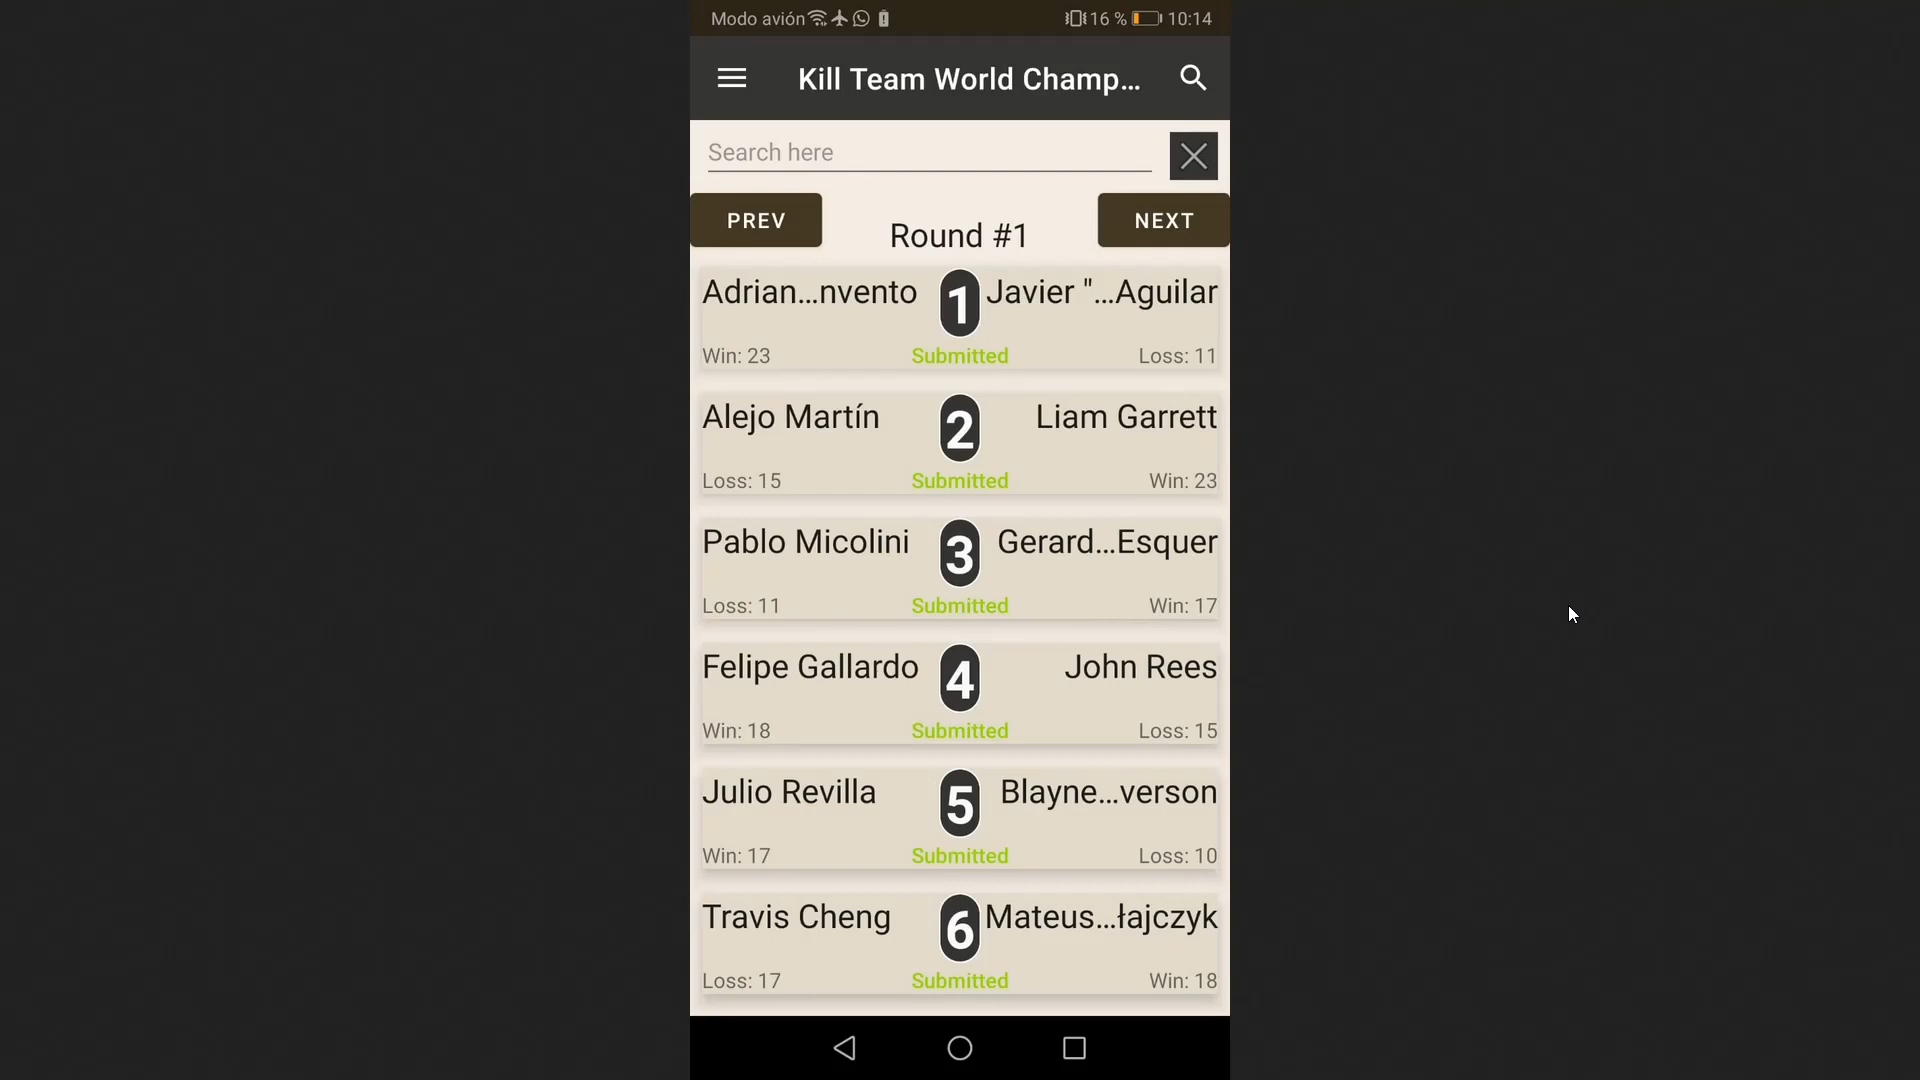 Modo avión 16 % 10:14
Kill Team World Champ...
Search here
PREV NEXT
Round #1
Adrian...nvento 1 Javier "...Aguilar
Win: 23 Submitted Loss: 11
Alejo Martín 2 Liam Garrett
Loss: 15 Submitted Win: 23
Pablo Micolini 3 Gerard...Esquer
Loss: 11 Submitted Win: 17
Felipe Gallardo 4 John Rees
Win: 18 Submitted Loss: 15
Julio Revilla 5 Blayne...verson
Win: 17 Submitted Loss: 10
Travis Cheng 6 Mateus...łajczyk
Loss: 17 Submitted Win: 18